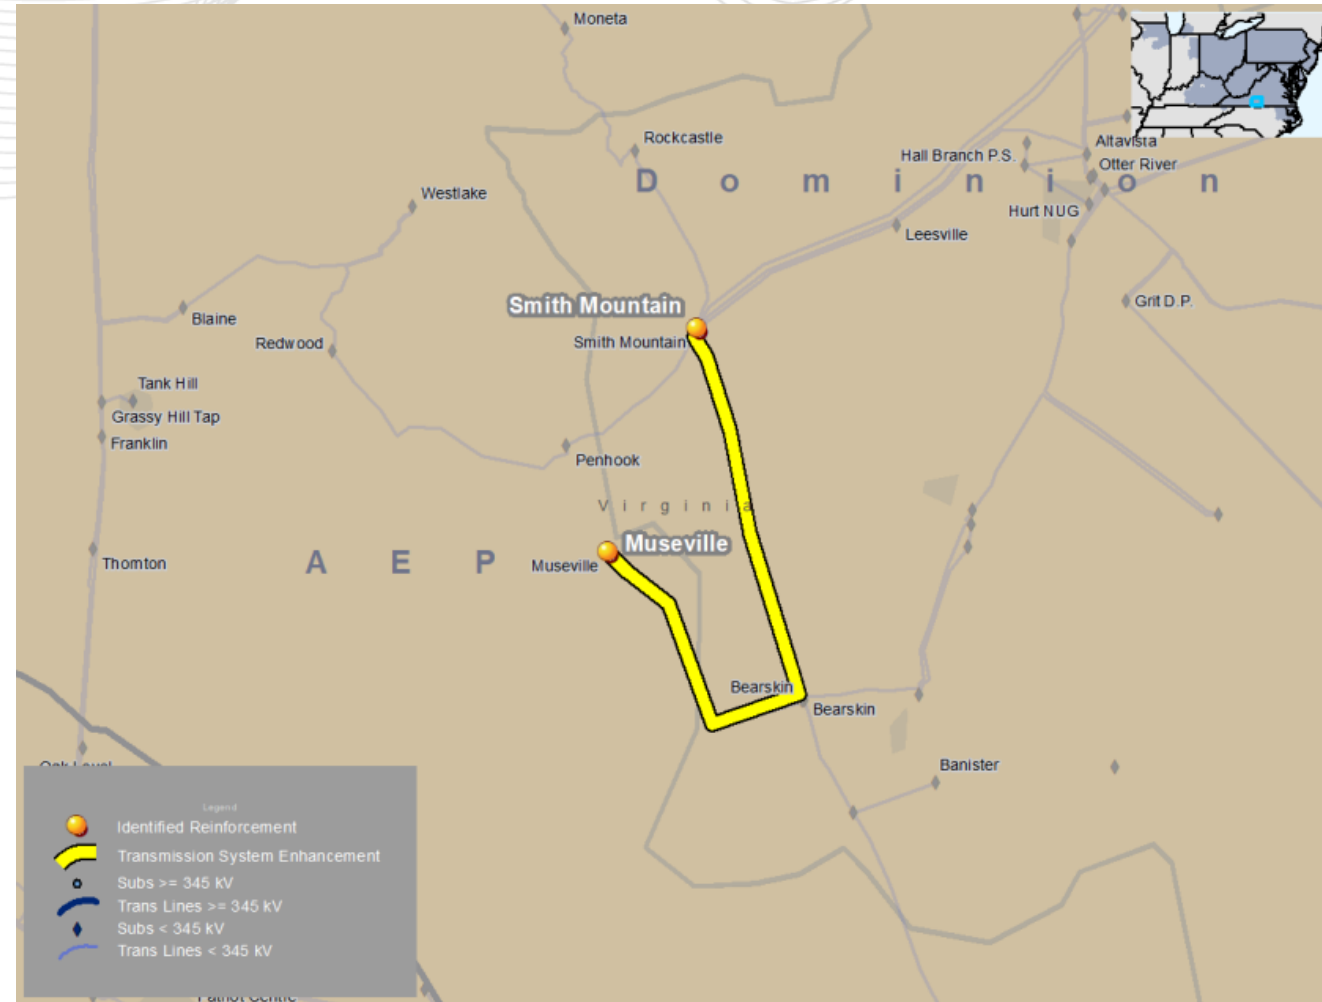 Moneta
Rockcastle
Altavista
Hall Branch P.S.
Otter River
D o m i n i o n
Westlake
Hurt NUG
Leesville
Smith Mountain
Grit D.P.
Blaine
Smith Mountain
Redwood
Tank Hill
Grassy Hill Tap
Franklin
Penhook
Virginia
Museville
A E P
Thornton
Museville
Bearskin
Bearskin
Banister
Legend
Identified Reinforcement
Transmission System Enhancement
Subs >= 345 kV
Trans Lines >= 345 kV
Subs < 345 kV
Trans Lines < 345 kV